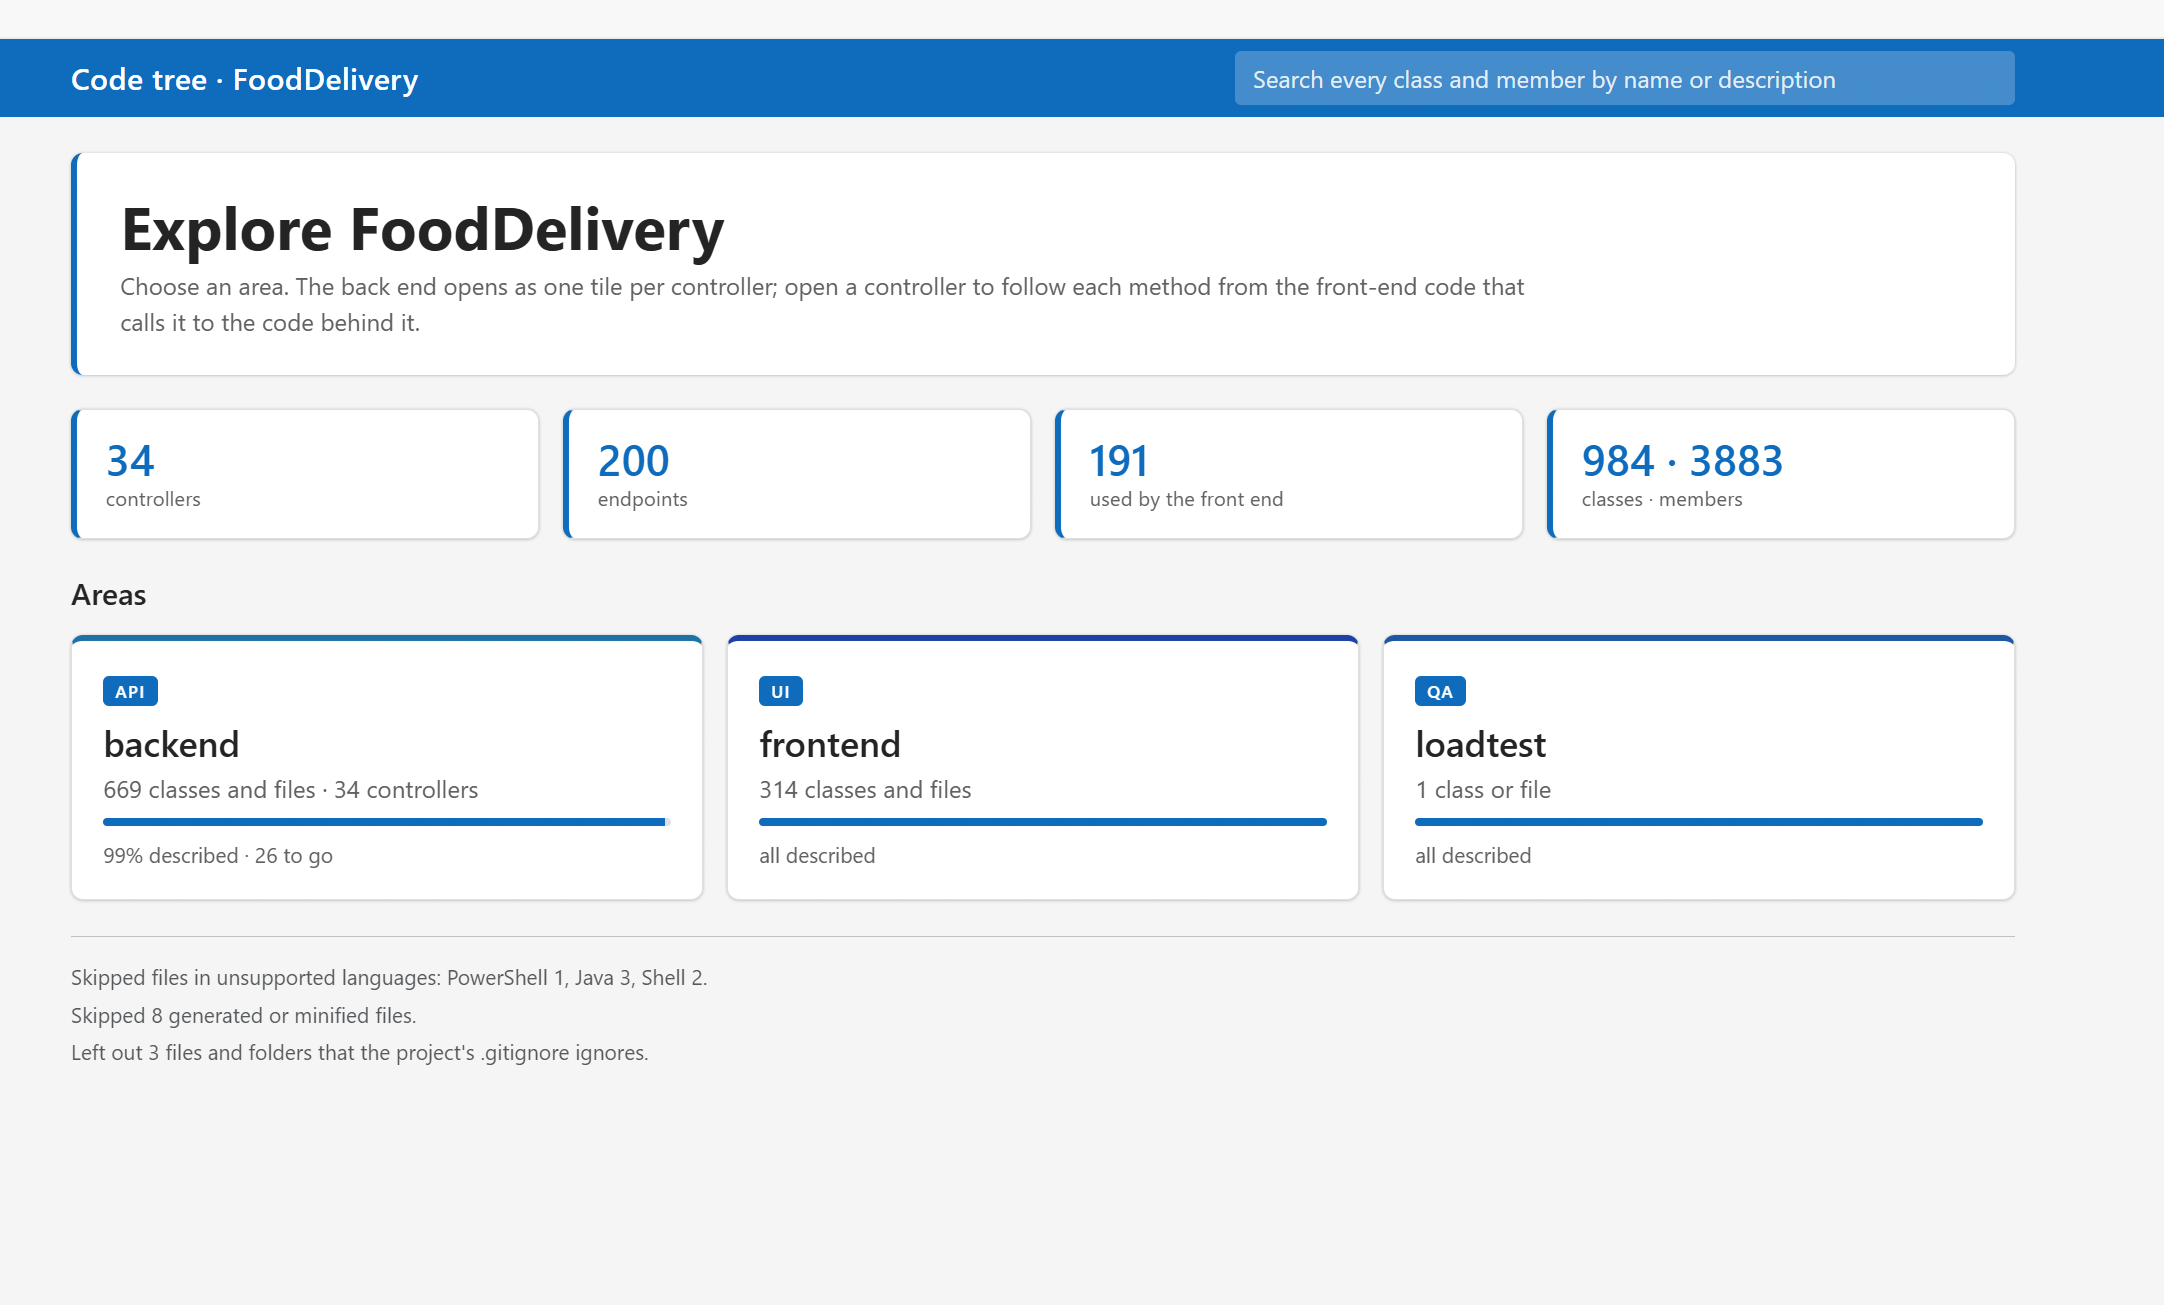 Code tree · FoodDelivery
Search every class and member by name or description
Explore FoodDelivery
Choose an area. The back end opens as one tile per controller; open a controller to follow each method from the front-end code that
calls it to the code behind it.
34
controllers
200
endpoints
191
used by the front end
984 · 3883
classes · members
Areas
API
backend
669 classes and files · 34 controllers
99% described · 26 to go
UI
frontend
314 classes and files
all described
QA
loadtest
1 class or file
all described
Skipped files in unsupported languages: PowerShell 1, Java 3, Shell 2.
Skipped 8 generated or minified files.
Left out 3 files and folders that the project's .gitignore ignores.